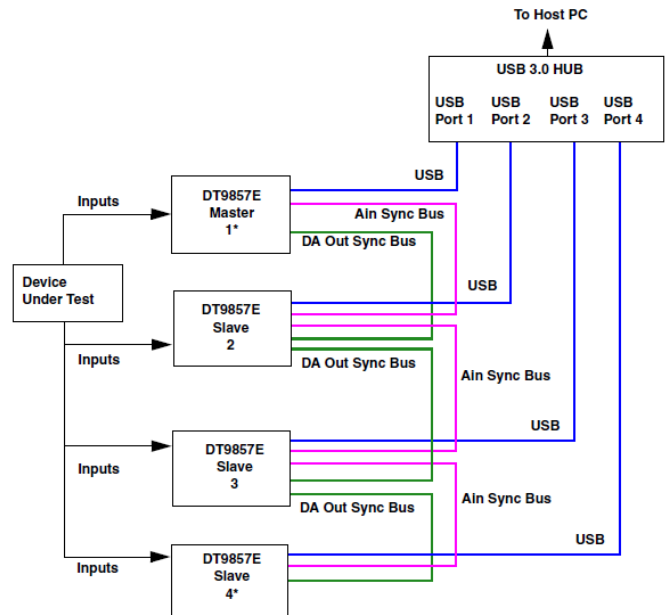 To Host PC
USB 3.0 HUB
USB USB USB USB
Port 1 Port 2 Port 3 Port 4
USB
Inputs
DT9857E
Master
1*
Ain Sync Bus
DA Out Sync Bus
Device
Under Test
USB
DT9857E
Slave
2
Inputs
DA Out Sync Bus
Ain Sync Bus
USB
DT9857E
Slave
3
Inputs
Ain Sync Bus
DA Out Sync Bus
USB
DT9857E
Slave
4*
Inputs